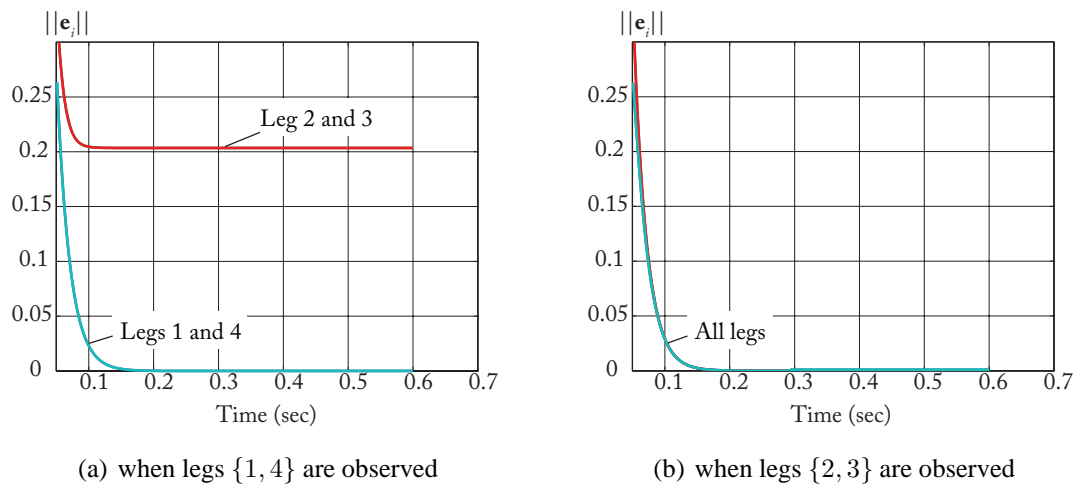 ||e_i||
0.25
0.2
0.15
0.1
0.05
0
Leg 2 and 3
Legs 1 and 4
0.1 0.2 0.3 0.4 0.5 0.6 0.7
Time (sec)
(a) when legs {1, 4} are observed
||e_i||
0.25
0.2
0.15
0.1
0.05
0
All legs
0.1 0.2 0.3 0.4 0.5 0.6 0.7
Time (sec)
(b) when legs {2, 3} are observed